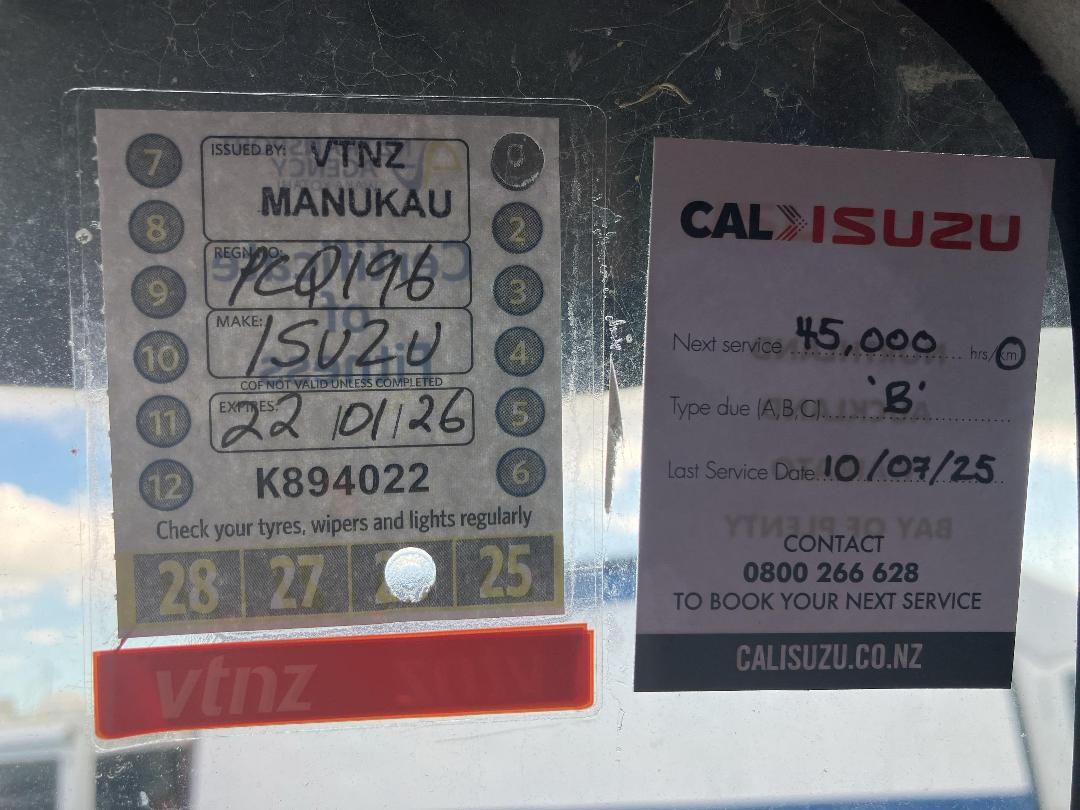 ISSUED BY: VTNZ
MANUKAU
REGN NO:
PCQ196
MAKE: ISUZU
COF NOT VALID UNLESS COMPLETED
EXPIRES:
22/01/26
K894022
7
8
9
10
11
12
2
3
4
5
6
Check your tyres, wipers and lights regularly
28 27 25
vtnz
CAL ISUZU
Next service 45,000 hrs/km
Type due (A,B,C) 'B'
Last Service Date 10/07/25
CONTACT
0800 266 628
TO BOOK YOUR NEXT SERVICE
CALISUZU.CO.NZ